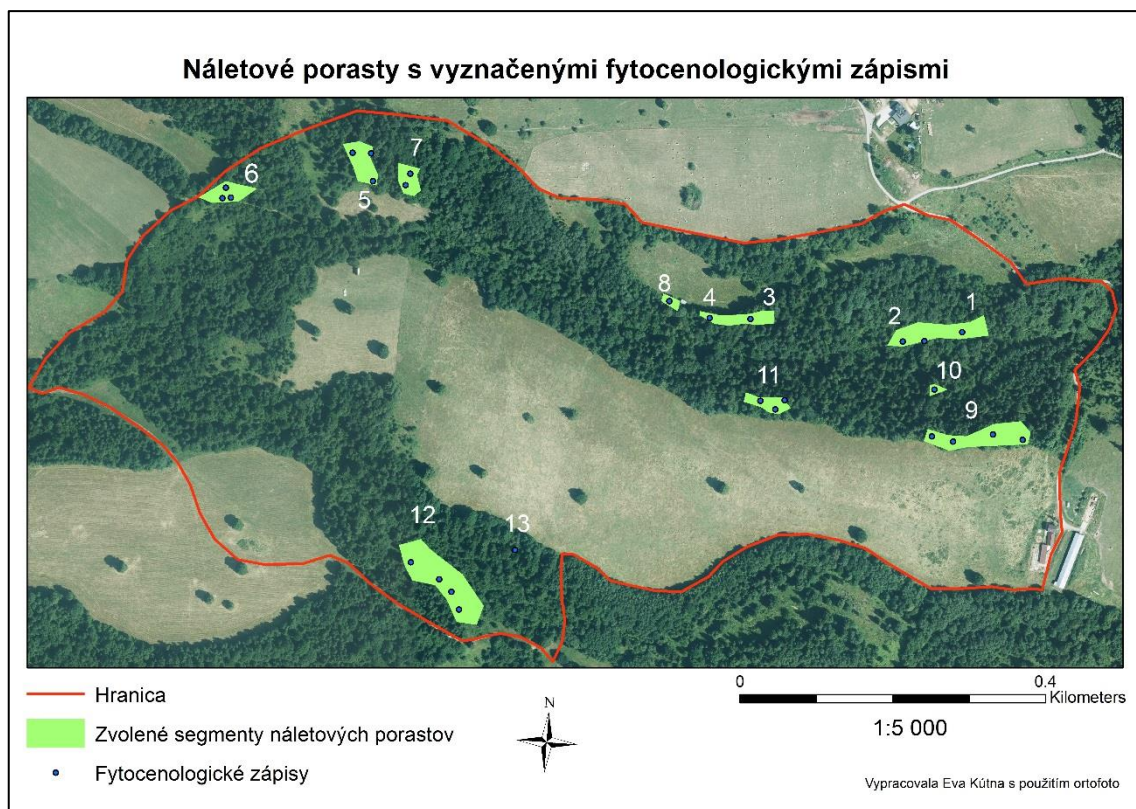 Náletové porasty s vyznačenými fytocenologickými zápismi
7
6
5
8
4
3
2
1
11
10
9
12
13
Hranica
Zvolené segmenty náletových porastov
Fytocenologické zápisy
N
0
0.4
Kilometers
1:5 000
Vypracovala Eva Kútna s použitím ortofoto